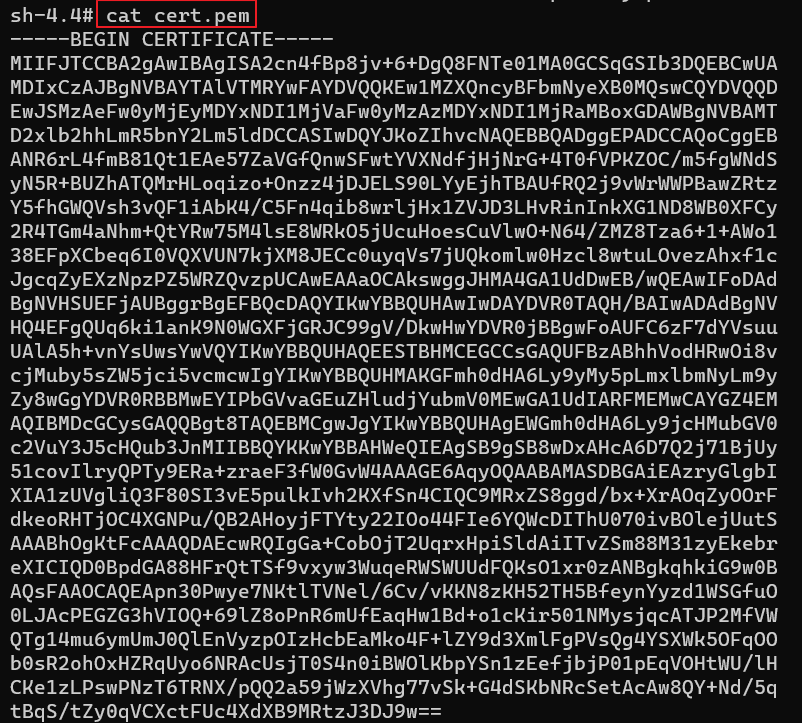 sh-4.4# cat cert.pem
-----BEGIN CERTIFICATE-----
MIIFJTCCBA2gAwIBAgISA2cn4fBp8jv+6+DgQ8FNTe01MA0GCSqGSIb3DQEBCwUA
MDIxCzAJBgNVBAYTAlVTMRYwFAYDVQQKEw1MZXQncyBFbmNyeXB0MQswCQYDVQQD
EwJSMzAeFw0yMjEyMDYxNDI1MjVaFw0yMzAzMDYxNDI1MjRaMBoxGDAWBgNVBAMT
D2xlb2hhLmR5bnY2Lm5ldDCCASIwDQYJKoZIhvcNAQEBBQADggEPADCCAQoCggEB
ANR6rL4fmB81Qt1EAe57ZaVGfQnwSFwtYVXNdfjHjNrG+4T0fVPKZOC/m5fgWNdS
yN5R+BUZhATQMrHLoqizo+Onzz4jDJELS90LYyEjhTBAUfRQ2j9vWrWWPBawZRtz
Y5fhGWQVsh3vQF1iAbK4/C5Fn4qib8wrljHx1ZVJD3LHvRinInkXG1ND8WB0XFCy
2R4TGm4aNhm+QtYRw75M4lsE8WRkO5jUcuHoesCuVlwO+N64/ZMZ8Tza6+1+AWo1
38EFpXCbeq6I0VQXVUN7kjXM8JECc0uyqVs7jUQkomlw0Hzcl8wtuLOvezAhxf1c
JgcqZyEXzNpzPZ5WRZQvzpUCAwEAAaOCAkswggJHMA4GA1UdDwEB/wQEAwIFoDAd
BgNVHSUEFjAUBggrBgEFBQcDAQYIKwYBBQUHAwIwDAYDVR0TAQH/BAIwADAdBgNV
HQ4EFgQUq6ki1anK9N0WGXFjGRJC99gV/DkwHwYDVR0jBBgwFoAUFC6zF7dYVsuu
UAlA5h+vnYsUwsYwVQYIKwYBBQUHAQEESTBHMCEGCCsGAQUFBzABhhVodHRwOi8v
cjMuby5sZW5jci5vcmcwIgYIKwYBBQUHMAKGFmh0dHA6Ly9yMy5pLmxlbmNyLm9y
Zy8wGgYDVR0RBBMwEYIPbGVvaGEuZHludjYubmV0MEwGA1UdIARFMEMwCAYGZ4EM
AQIBMDcGCysGAQQBgt8TAQEBMCgwJgYIKwYBBQUHAgEWGmh0dHA6Ly9jcHMubGV0
c2VuY3J5cHQub3JnMIIBBQYKKwYBBAHWeQIEAgSB9gSB8wDxAHcA6D7Q2j71BjUy
51covIlryQPTy9ERa+zraeF3fW0GvW4AAAGE6AqyOQAABAMASDBGAiEAzryGlgbI
XIA1zUVgliQ3F80SI3vE5pulkIvh2KXfSn4CIQC9MRxZS8ggd/bx+XrAOqZyOOrF
dkeoRHTjOC4XGNPu/QB2AHoyjFTYty22IOo44FIe6YQWcDIThU070ivBOlejUutS
AAABhOgKtFcAAAQDAEcwRQIgGa+CobOjT2UqrxHpiSldAiITvZSm88M31zyEkebr
eXICIQD0BpdGA88HFrQtTSf9vxyw3WuqeRWSWUUdFQKsO1xr0zANBgkqhkiG9w0B
AQsFAAOCAQEApn30Pwye7NKtlTVNel/6Cv/vKKN8zKH52TH5BfeynYyzd1WSGfuO
0LJAcPEGZG3hVIOQ+69lZ8oPnR6mUfEaqHw1Bd+o1cKir501NMysjqcATJP2MfVW
QTg14mu6ymUmJ0QlEnVyzpOIzHcbEaMko4F+lZY9d3XmlFgPVsQg4YSXWk5OFqOO
b0sR2ohOxHZRqUyo6NRAcUsjT0S4n0iBWOlKbpYSn1zEefjbjP01pEqVOHtWU/lH
CKe1zLPswPNzT6TRNX/pQQ2a59jWzXVhg77vSk+G4dSKbNRcSetAcAw8QY+Nd/5q
tBqS/tZy0qVCXctFUc4XdXB9MRtzJ3DJ9w==